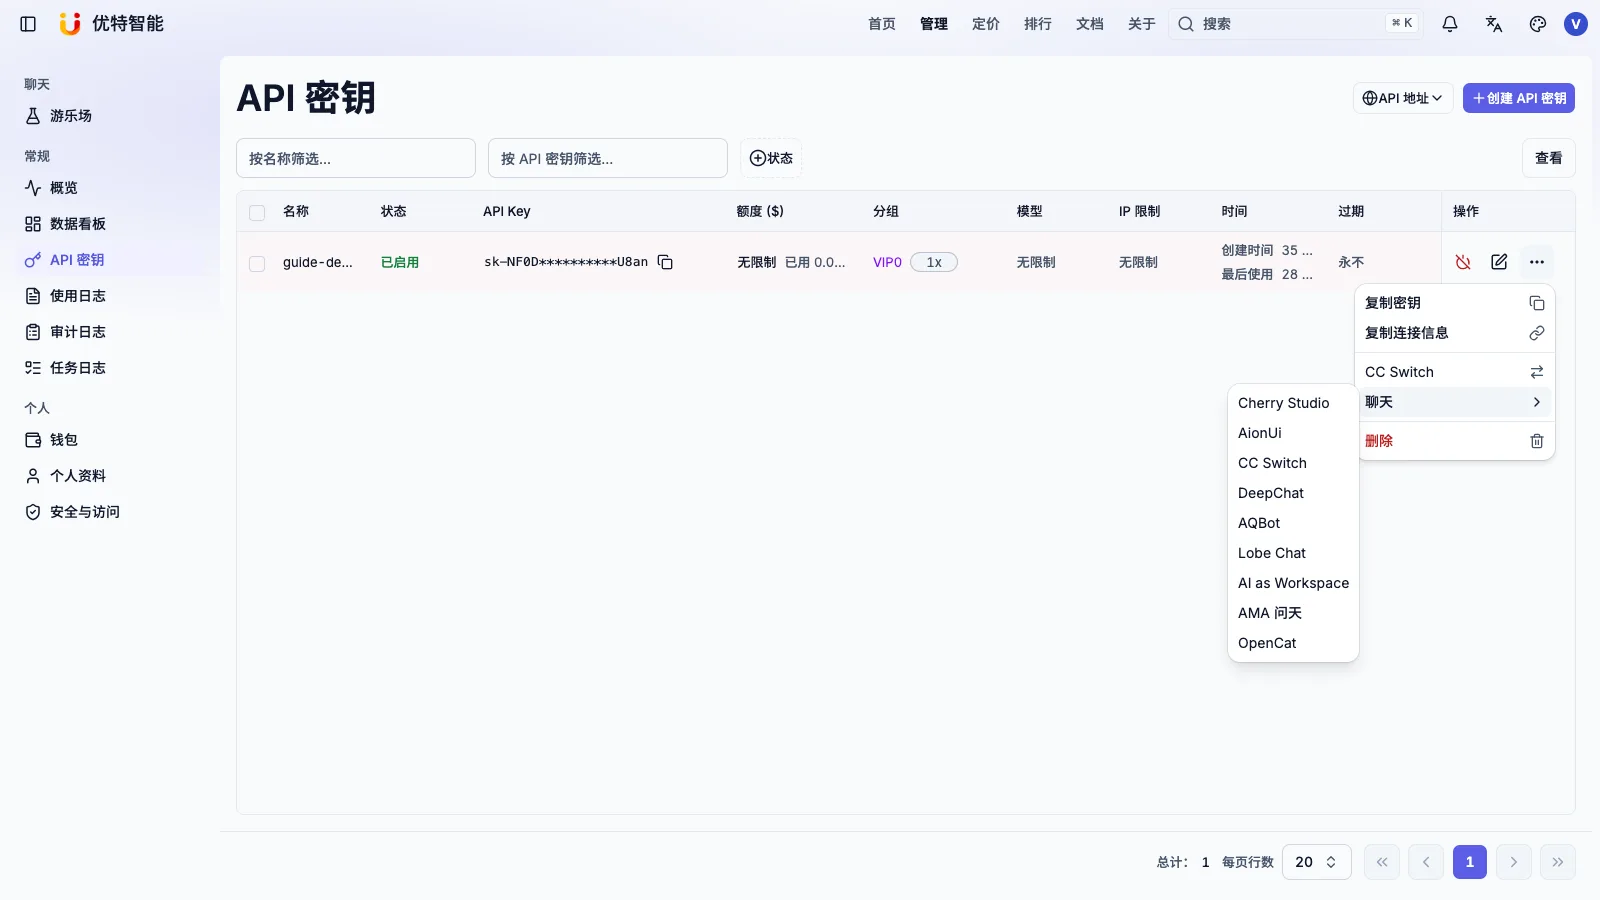 优特智能
首页 管理 定价 排行 文档 关于 搜索 ⌘ K V
聊天
游乐场
常规
概览
数据看板
API 密钥
使用日志
审计日志
任务日志
个人
钱包
个人资料
安全与访问
API 密钥
API 地址 创建 API 密钥
按名称筛选... 按 API 密钥筛选... 状态 查看
名称 状态 API Key 额度 ($) 分组 模型 IP 限制 时间 过期 操作
guide-de... 已启用 sk-NF0D**********U8an 无限制 已用 0.0... VIP0 1x 无限制 无限制 创建时间 35 ... 永不
最后使用 28 ...
复制密钥
复制连接信息
CC Switch
聊天
删除
Cherry Studio
AionUi
CC Switch
DeepChat
AQBot
Lobe Chat
AI as Workspace
AMA 问天
OpenCat
总计： 1 每页行数 20 1